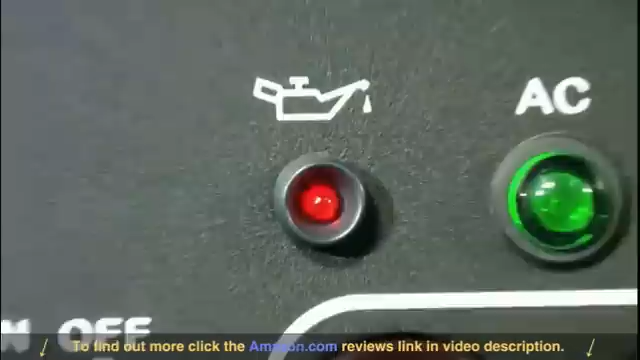 AC
N OFF
To find out more click the Amazon.com reviews link in video description.